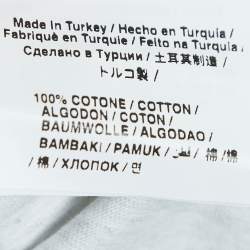 Made in Turkey / Hecho en Turquía /
Fabriqué en Turquie / Feito na Turquia /
Сделано в Турции / 土耳其制造 /
トルコ製 /
100% COTONE / COTTON /
ALGODON / COTON /
BAUMWOLLE / ALGODAO /
BAMBAKI / PAMUK / / 棉 / 棉
/ 棉 / ХЛОПОК / 면